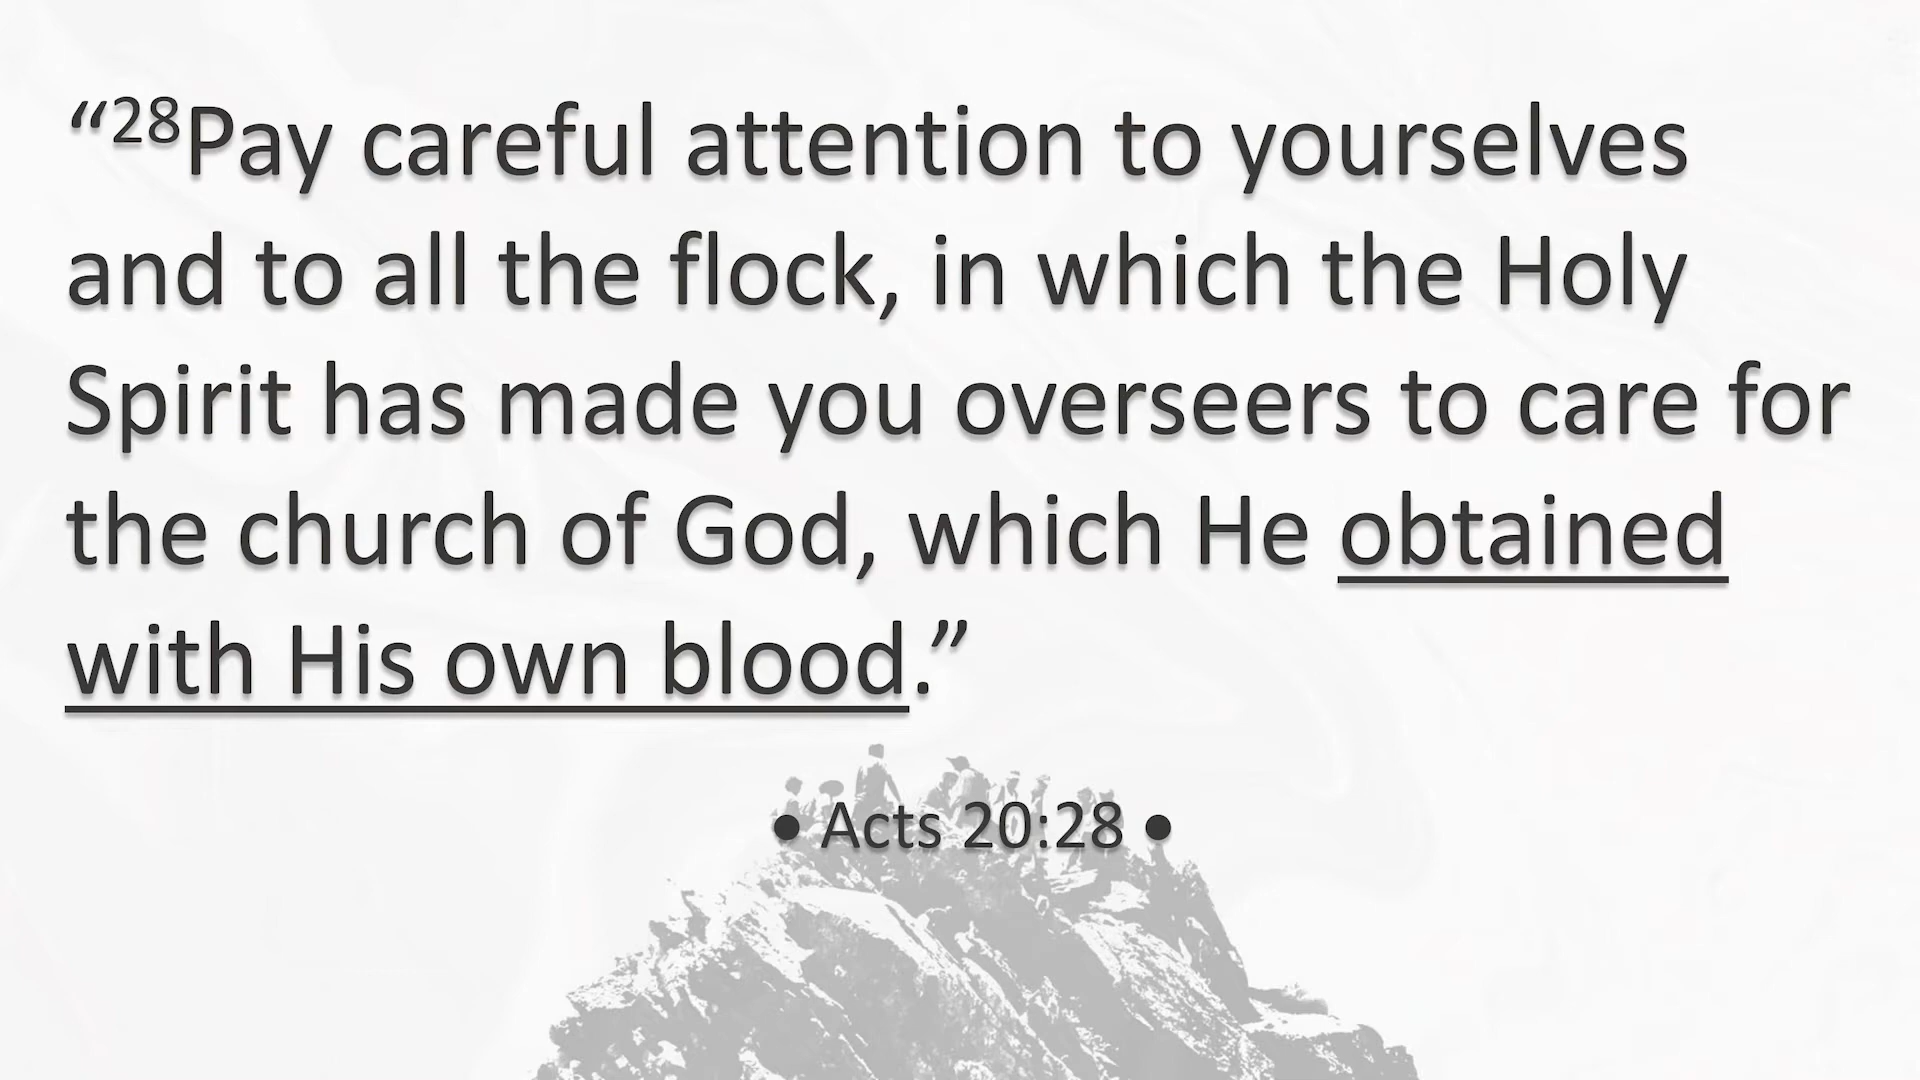 “²⁸Pay careful attention to yourselves
and to all the flock, in which the Holy
Spirit has made you overseers to care for
the church of God, which He obtained
with His own blood.”
• Acts 20:28 •